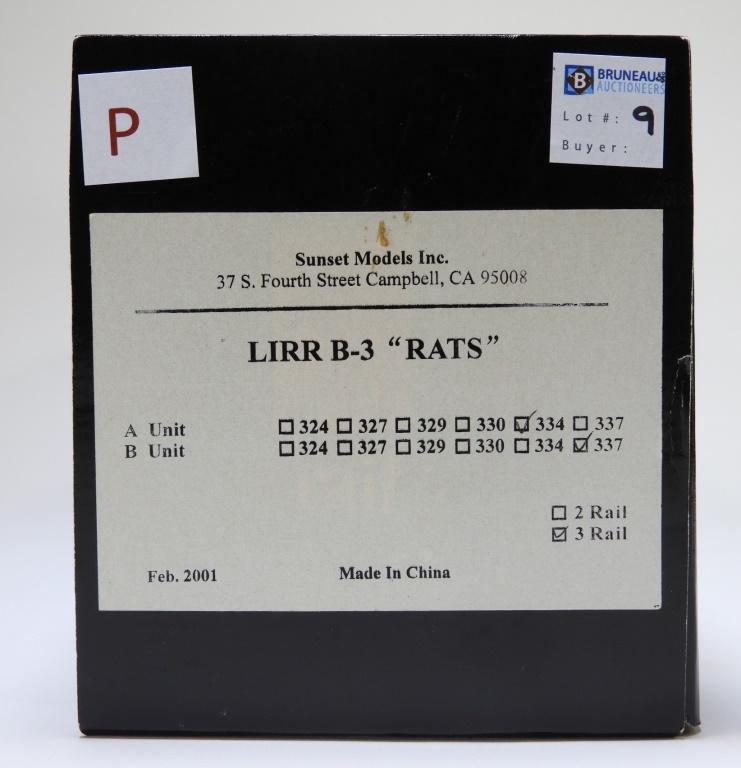 P
B BRUNEAU &CO
AUCTIONEERS
Lot #: 9
Buyer:
Sunset Models Inc.
37 S. Fourth Street Campbell, CA 95008
LIRR B-3 “RATS”
A Unit ☐ 324 ☐ 327 ☐ 329 ☐ 330 ☑ 334 ☐ 337
B Unit ☐ 324 ☐ 327 ☐ 329 ☐ 330 ☐ 334 ☑ 337
☐ 2 Rail
☑ 3 Rail
Feb. 2001 Made In China